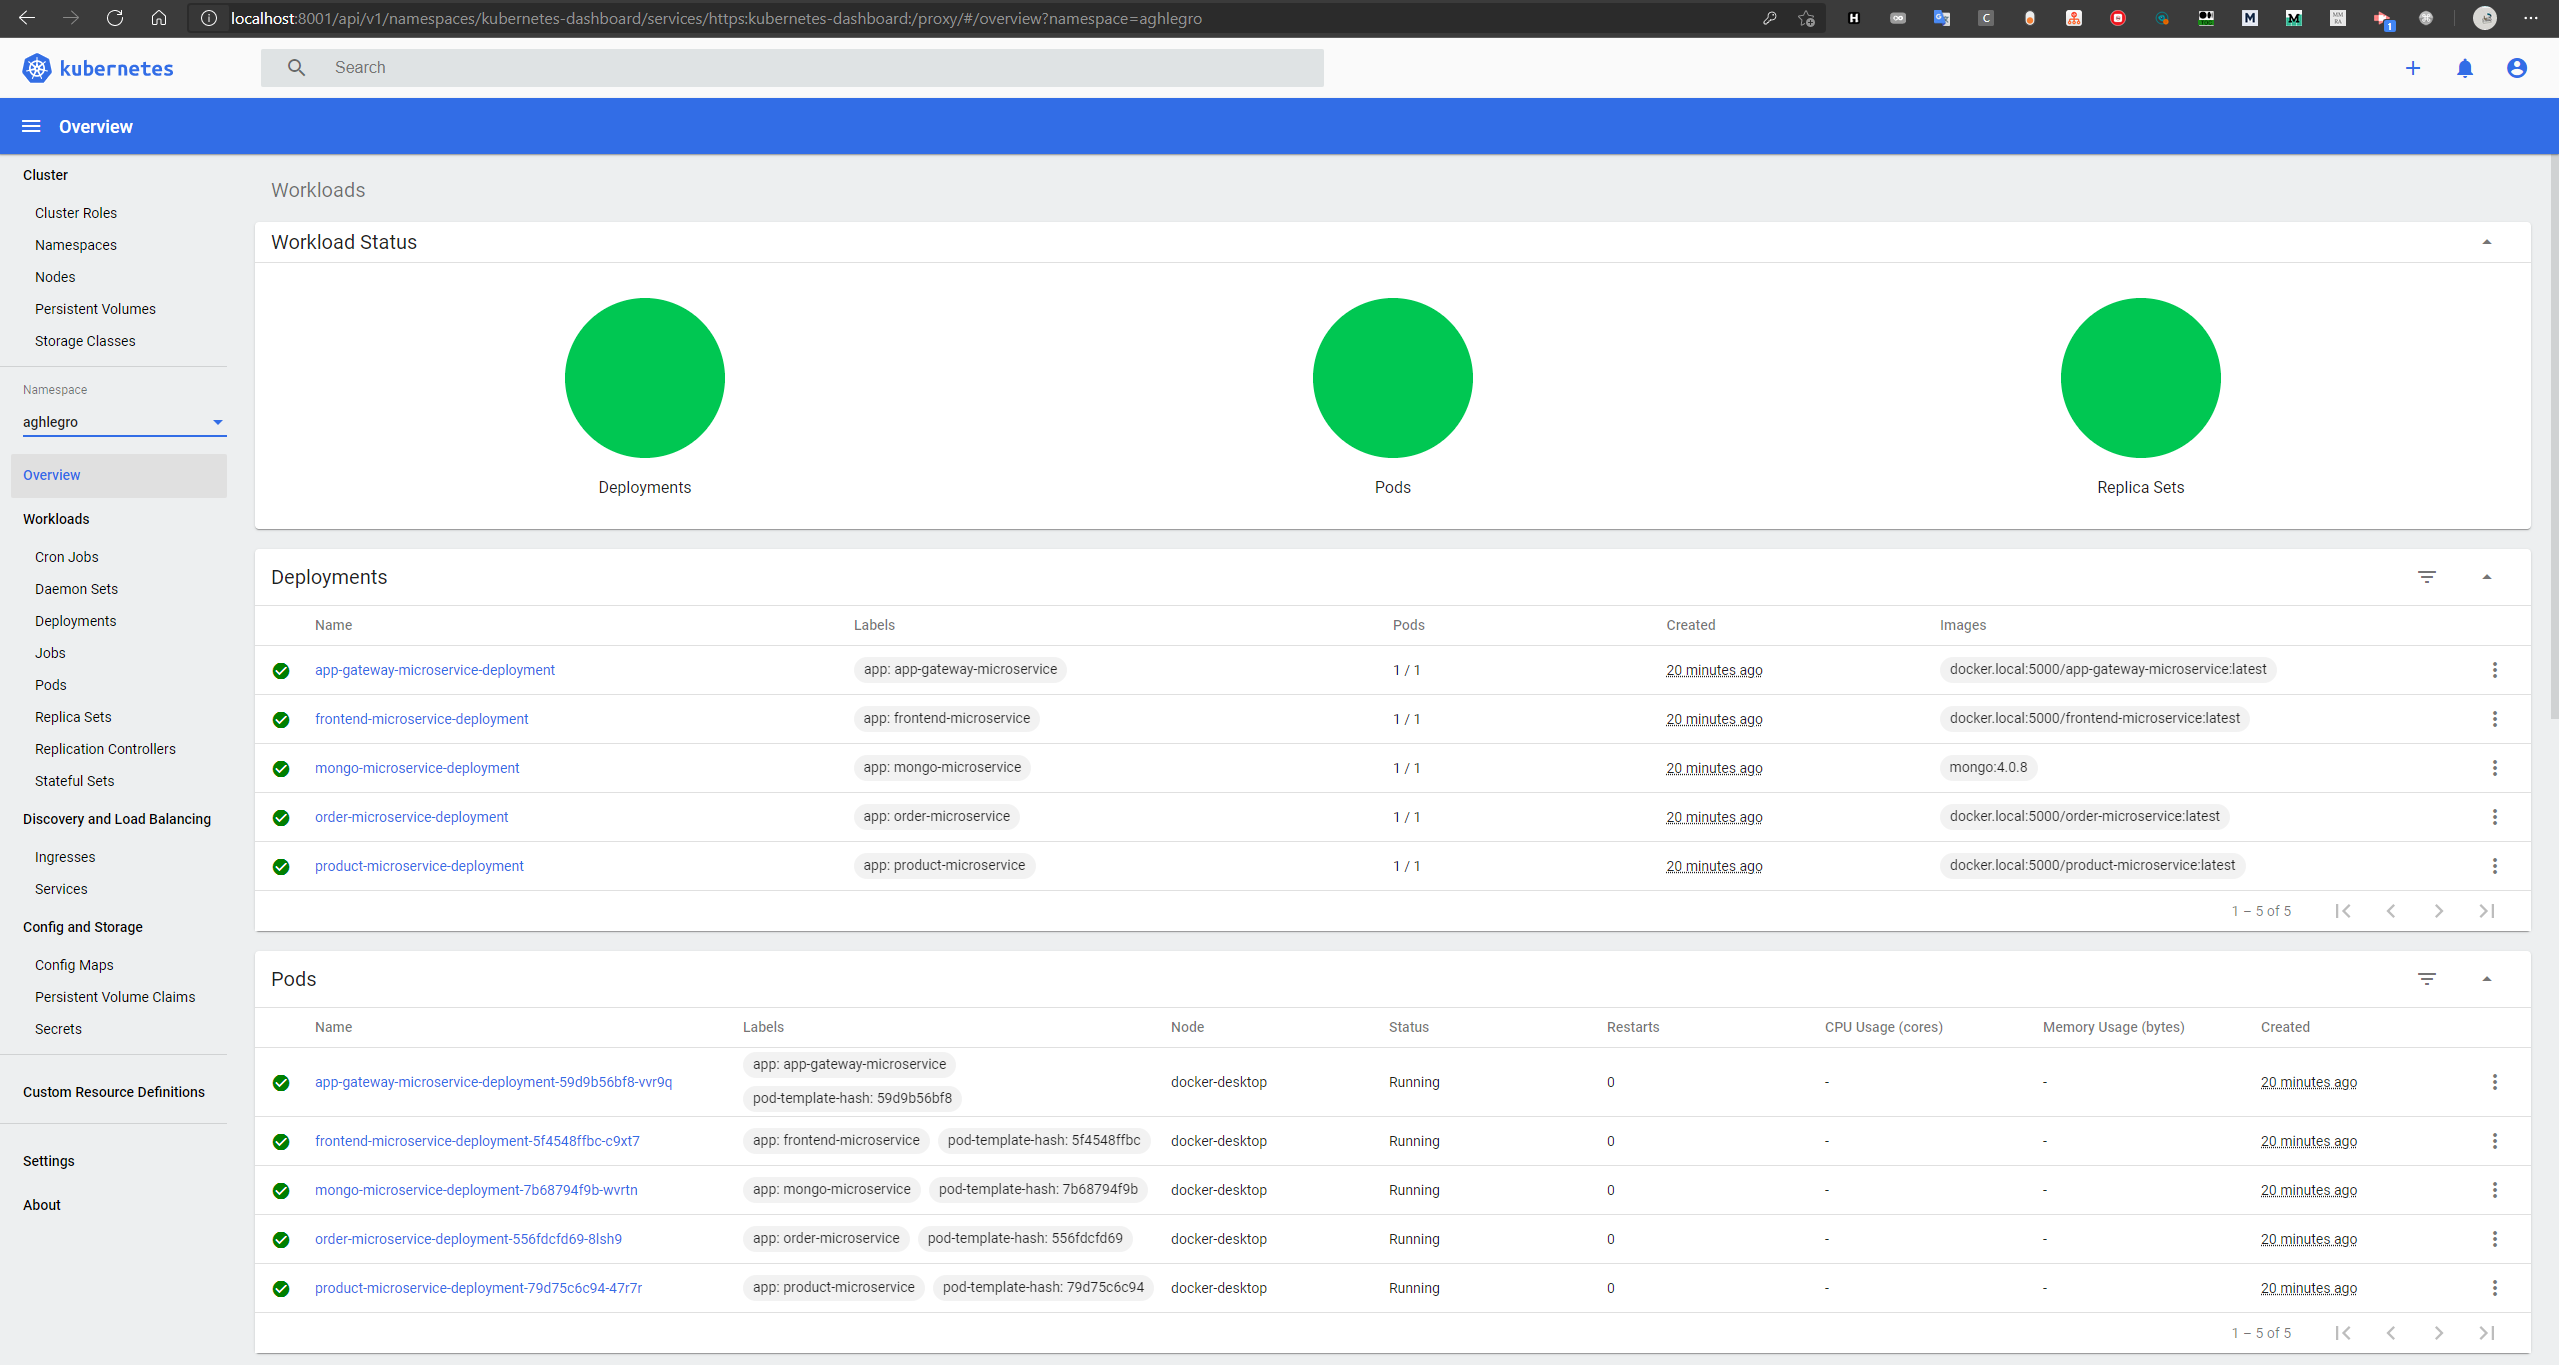 localhost:8001/api/v1/namespaces/kubernetes-dashboard/services/https:kubernetes-dashboard:/proxy/#/overview?namespace=aghlegro
kubernetes
Search
Overview
Cluster
Cluster Roles
Namespaces
Nodes
Persistent Volumes
Storage Classes
Namespace
aghlegro
Overview
Workloads
Cron Jobs
Daemon Sets
Deployments
Jobs
Pods
Replica Sets
Replication Controllers
Stateful Sets
Discovery and Load Balancing
Ingresses
Services
Config and Storage
Config Maps
Persistent Volume Claims
Secrets
Custom Resource Definitions
Settings
About
Workloads
Workload Status
Deployments Pods Replica Sets
Deployments
Name Labels Pods Created Images
app-gateway-microservice-deployment app: app-gateway-microservice 1 / 1 20 minutes ago docker.local:5000/app-gateway-microservice:latest
frontend-microservice-deployment app: frontend-microservice 1 / 1 20 minutes ago docker.local:5000/frontend-microservice:latest
mongo-microservice-deployment app: mongo-microservice 1 / 1 20 minutes ago mongo:4.0.8
order-microservice-deployment app: order-microservice 1 / 1 20 minutes ago docker.local:5000/order-microservice:latest
product-microservice-deployment app: product-microservice 1 / 1 20 minutes ago docker.local:5000/product-microservice:latest
1 – 5 of 5
Pods
Name Labels Node Status Restarts CPU Usage (cores) Memory Usage (bytes) Created
app-gateway-microservice-deployment-59d9b56bf8-vvr9q app: app-gateway-microservice pod-template-hash: 59d9b56bf8 docker-desktop Running 0 - - 20 minutes ago
frontend-microservice-deployment-5f4548ffbc-c9xt7 app: frontend-microservice pod-template-hash: 5f4548ffbc docker-desktop Running 0 - - 20 minutes ago
mongo-microservice-deployment-7b68794f9b-wvrtn app: mongo-microservice pod-template-hash: 7b68794f9b docker-desktop Running 0 - - 20 minutes ago
order-microservice-deployment-556fdcfd69-8lsh9 app: order-microservice pod-template-hash: 556fdcfd69 docker-desktop Running 0 - - 20 minutes ago
product-microservice-deployment-79d75c6c94-47r7r app: product-microservice pod-template-hash: 79d75c6c94 docker-desktop Running 0 - - 20 minutes ago
1 – 5 of 5